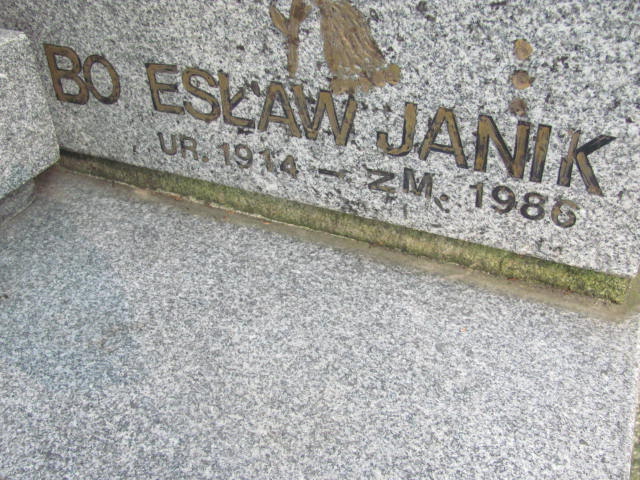 BO ESŁAW JANIK
UR. 1914 - ZM. 1986